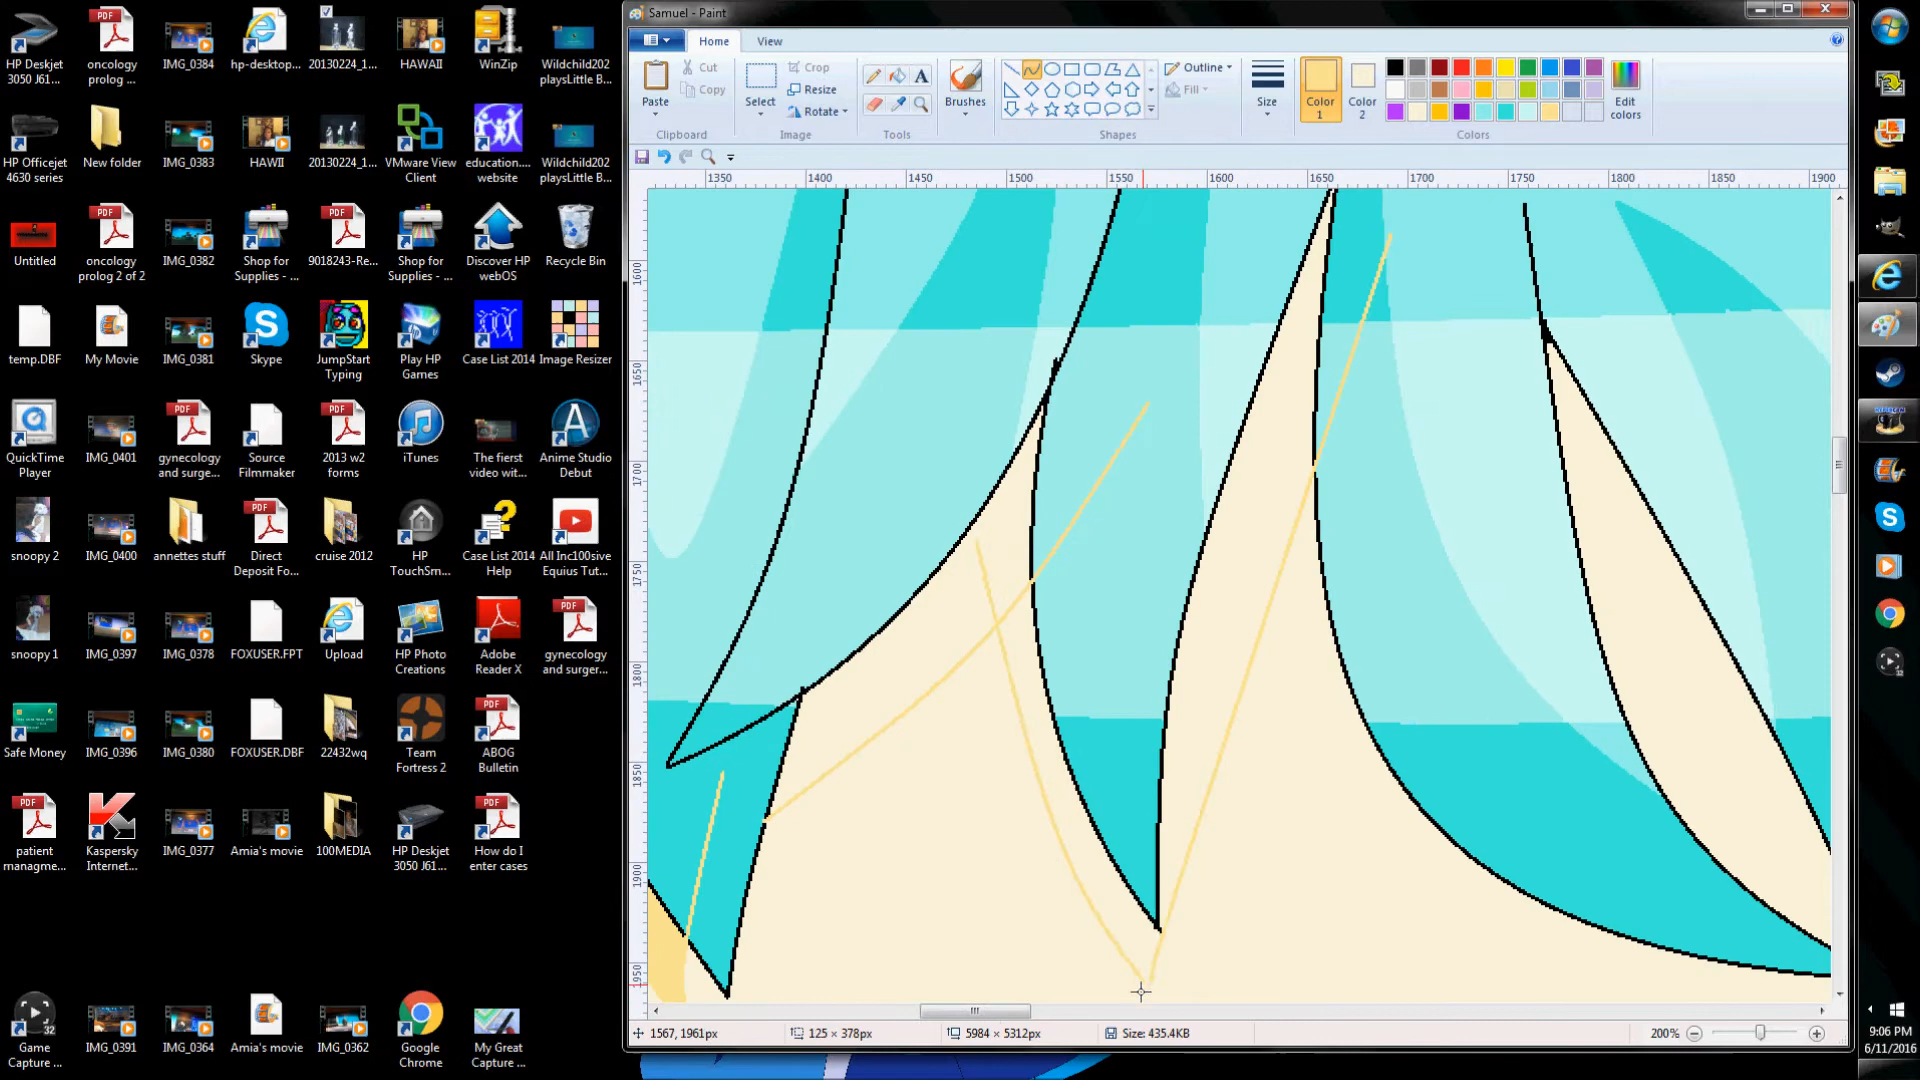 Samuel - Paint
Home
View
Paste
Cut
Copy
Clipboard
Select
Crop
Resize
Rotate
Image
A
Tools
Brushes
Outline
Fill
Shapes
Size
Color
1
Color
2
Edit
colors
Colors
1350
1400
1450
1500
1550
1600
1650
1700
1750
1800
1850
1900
1600
1650
1700
1750
1800
1850
1900
1950
1567, 1961px
125 × 378px
5984 × 5312px
Size: 435.4KB
200%
HP Deskjet
3050 J61...
oncology
prolog ...
IMG_0384
hp-desktop...
20130224_1...
HAWAII
WinZip
Wildchild202
playsLittle B...
HP Officejet
4630 series
New folder
IMG_0383
HAWII
20130224_1...
VMware View
Client
education....
website
Wildchild202
playsLittle B...
Untitled
oncology
prolog 2 of 2
IMG_0382
Shop for
Supplies - ...
9018243-Re...
Shop for
Supplies - ...
Discover HP
webOS
Recycle Bin
temp.DBF
My Movie
IMG_0381
Skype
JumpStart
Typing
Play HP
Games
Case List 2014
Image Resizer
QuickTime
Player
IMG_0401
gynecology
and surge...
Source
Filmmaker
2013 w2
forms
iTunes
The fierst
video wit...
Anime Studio
Debut
snoopy 2
IMG_0400
annettes stuff
Direct
Deposit Fo...
cruise 2012
HP
TouchSm...
Case List 2014
Help
All Inc100sive
Equius Tut...
snoopy 1
IMG_0397
IMG_0378
FOXUSER.FPT
Upload
HP Photo
Creations
Adobe
Reader X
gynecology
and surger...
Safe Money
IMG_0396
IMG_0380
FOXUSER.DBF
22432wq
Team
Fortress 2
ABOG
Bulletin
patient
managme...
Kaspersky
Internet...
IMG_0377
Amia's movie
100MEDIA
HP Deskjet
3050 J61...
How do I
enter cases
Game
Capture ...
IMG_0391
IMG_0364
Amia's movie
IMG_0362
Google
Chrome
My Great
Capture ...
9:06 PM
6/11/2016